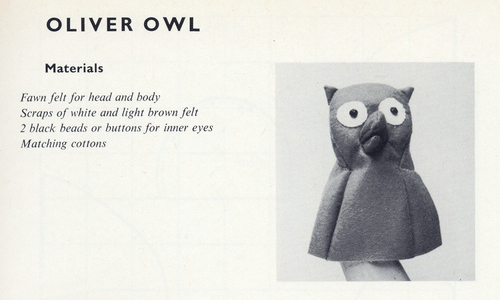 OLIVER OWL
Materials
Fawn felt for head and body
Scraps of white and light brown felt
2 black beads or buttons for inner eyes
Matching cottons